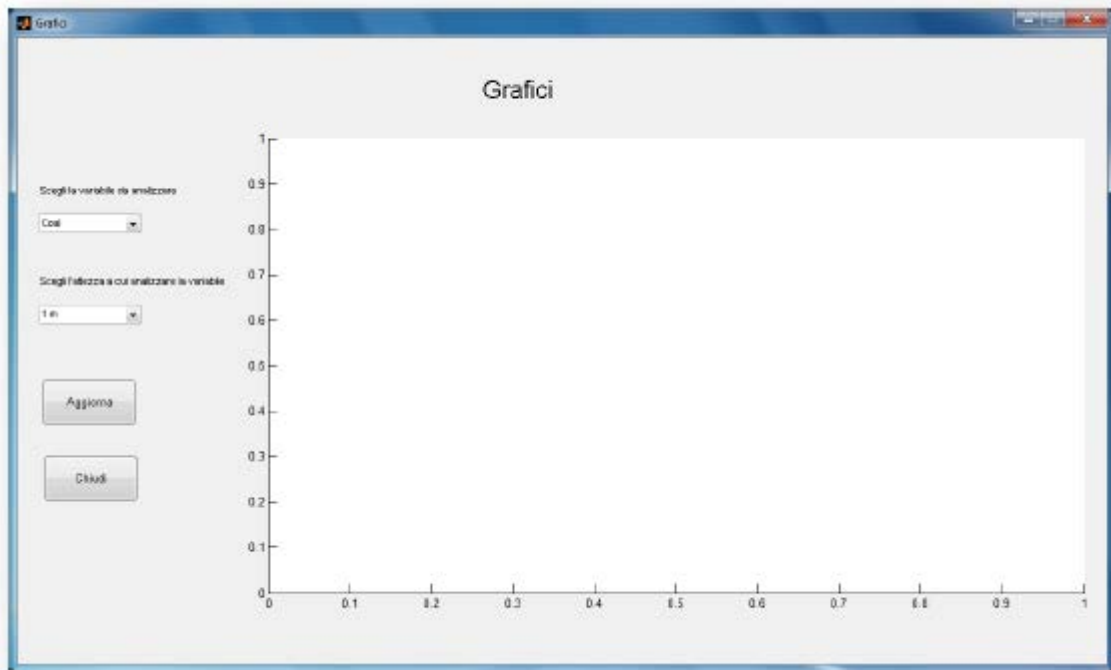 Grafici
Grafici
Scegli la variabile da analizzare
Coal
Scegli l'altezza a cui analizzare la variabile
1 m
Aggiorna
Chiudi
1
0.9
0.8
0.7
0.6
0.5
0.4
0.3
0.2
0.1
0
0 0.1 0.2 0.3 0.4 0.5 0.6 0.7 0.8 0.9 1